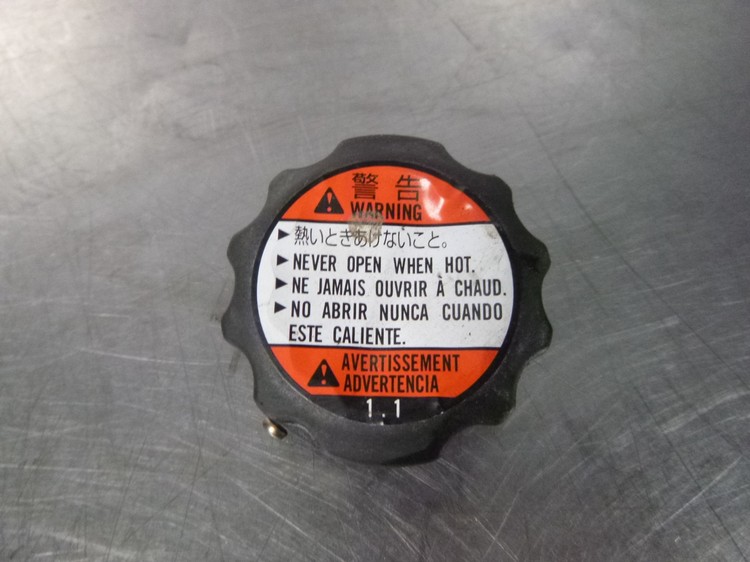 警告
WARNING
熱いときあけないこと。
NEVER OPEN WHEN HOT.
NE JAMAIS OUVRIR À CHAUD.
NO ABRIR NUNCA CUANDO
ESTE CALIENTE.
AVERTISSEMENT
ADVERTENCIA
1.1